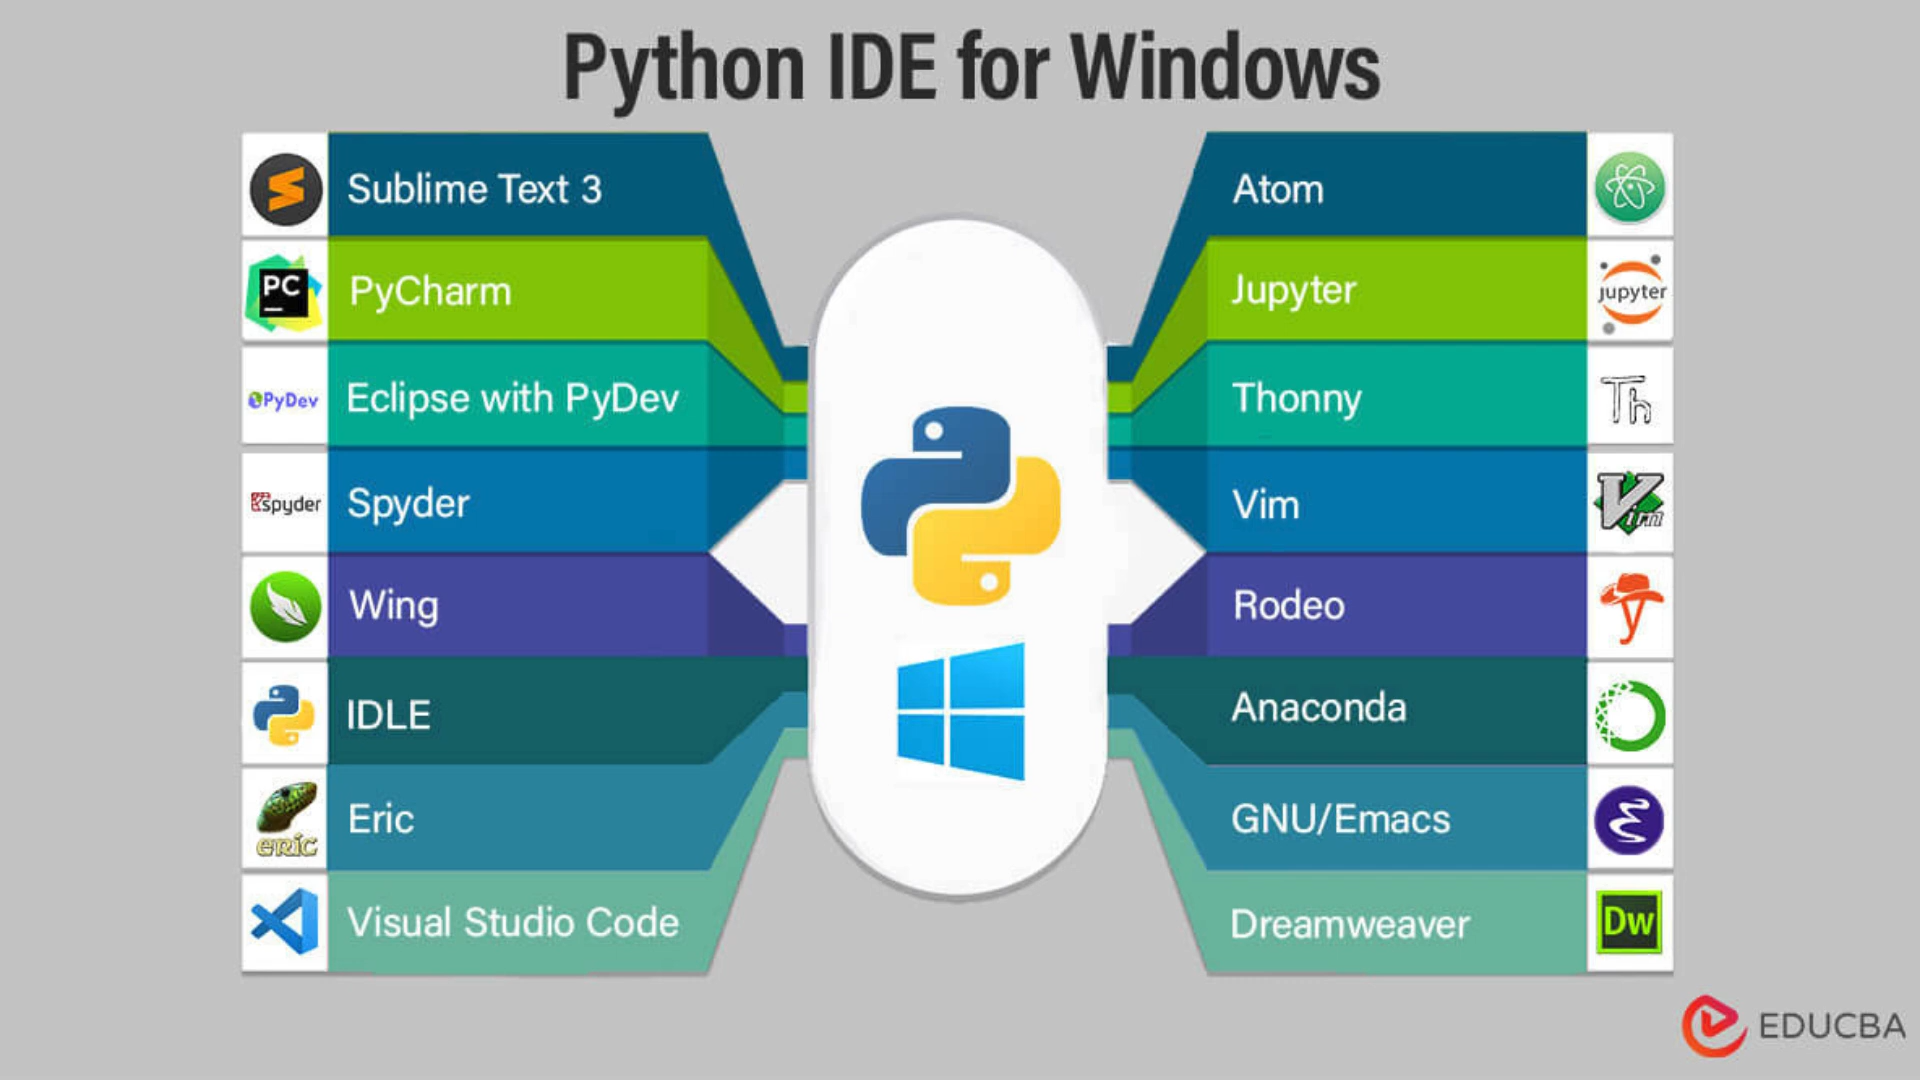 Python IDE for Windows
Sublime Text 3
PC
PyCharm
PyDev
Eclipse with PyDev
spyder
Spyder
Wing
IDLE
eric
Eric
Visual Studio Code
Atom
Jupyter
jupyter
Thonny
Th
Vim
Vim
Rodeo
y
Anaconda
GNU/Emacs
Dreamweaver
Dw
EDUCBA